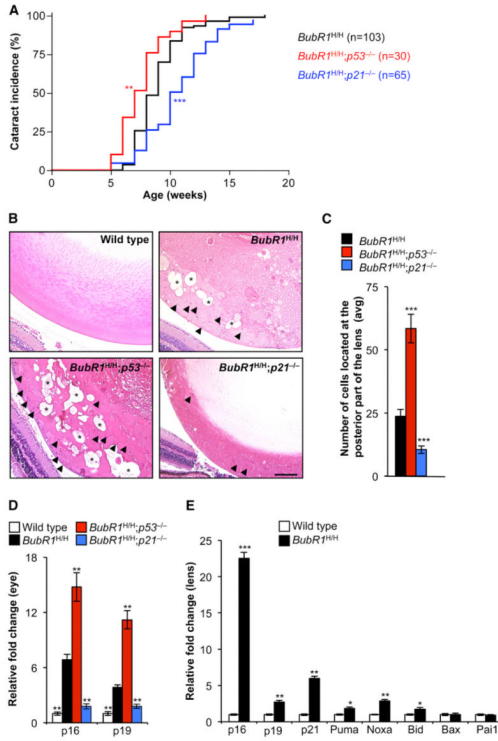 A
Cataract incidence (%)
100
75
50
25
0
0 5 10 15 20
Age (weeks)
**
***
BubR1H/H (n=103)
BubR1H/H;p53–/– (n=30)
BubR1H/H;p21–/– (n=65)
B
Wild type
BubR1H/H
BubR1H/H;p53–/–
BubR1H/H;p21–/–
* * * *
* * * * * * *
C
BubR1H/H
BubR1H/H;p53–/–
BubR1H/H;p21–/–
Number of cells located at the
posterior part of the lens (avg)
75
50
25
0
***
***
D
Wild type
BubR1H/H
BubR1H/H;p53–/–
BubR1H/H;p21–/–
Relative fold change (eye)
18
12
6
0
** ** ** ** ** **
p16 p19
E
Wild type
BubR1H/H
Relative fold change (lens)
25
20
15
10
5
0
*** ** ** * ** *
p16 p19 p21 Puma Noxa Bid Bax Pai1